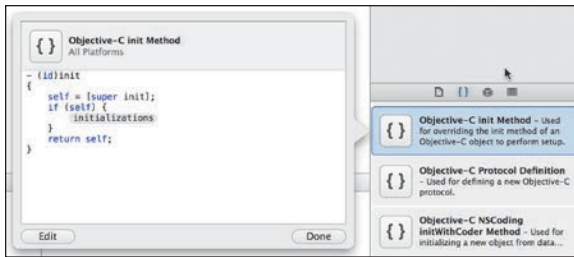 Objective-C init Method
All Platforms
- (id)init
{
    self = [super init];
    if (self) {
        initializations
    }
    return self;
}
Edit
Done
{ }
Objective-C init Method – Used
for overriding the init method of an
Objective-C object to perform setup.
{ }
Objective-C Protocol Definition
– Used for defining a new Objective-C
protocol.
{ }
Objective-C NSCoding
initWithCoder Method – Used for
initializing a new object from data...